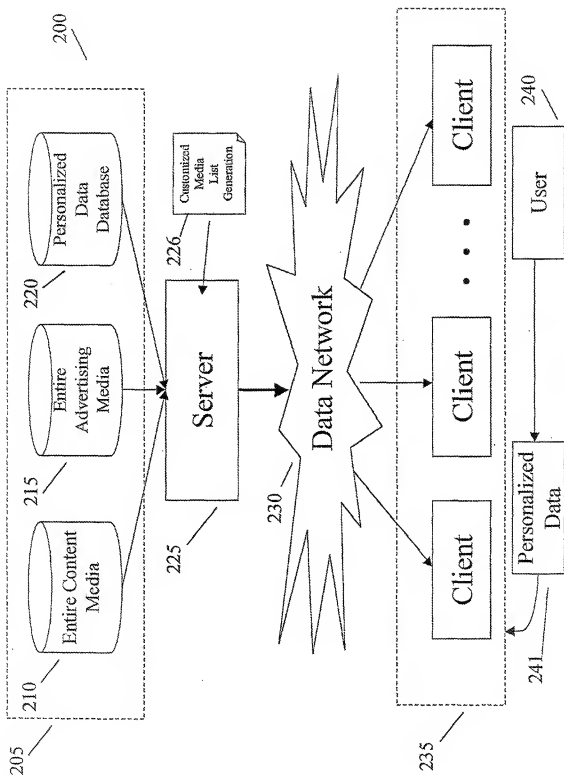 200
205
210
Entire Content
Media
215
Entire
Advertising
Media
220
Personalized
Data
Database
225
Server
226
Customized
Media
List
Generation
230
Data Network
235
Client
Client
. . . .
Client
241
Personalized
Data
User
240